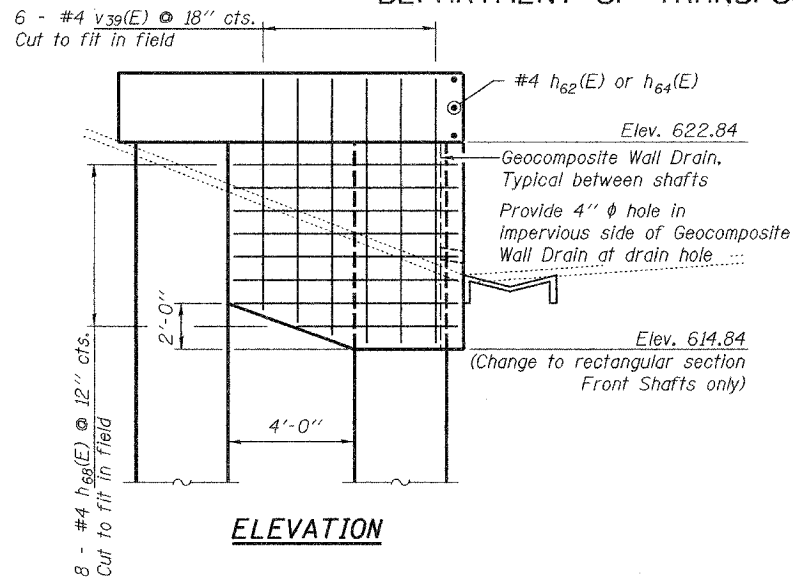 DEPARTMENT OF TRANSPO
6 - #4 v39(E) @ 18" cts.
Cut to fit in field
#4 h62(E) or h64(E)
Elev. 622.84
Geocomposite Wall Drain,
Typical between shafts
Provide 4" ϕ hole in
impervious side of Geocomposite
Wall Drain at drain hole
2'-0"
Elev. 614.84
(Change to rectangular section
Front Shafts only)
4'-0"
8 - #4 h68(E) @ 12" cts.
Cut to fit in field
ELEVATION